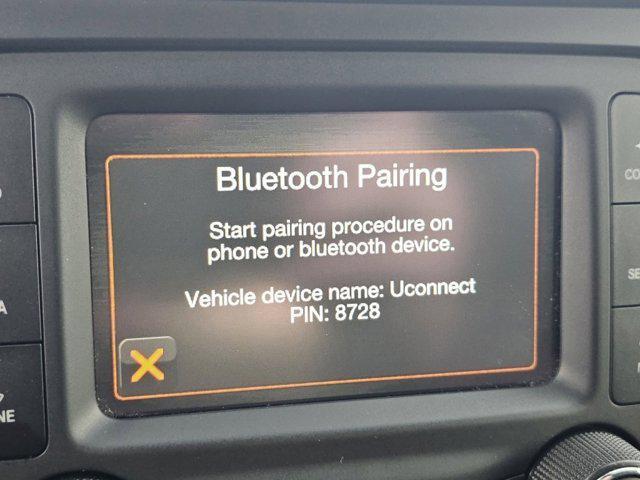 Bluetooth Pairing
Start pairing procedure on
phone or bluetooth device.
Vehicle device name: Uconnect
PIN: 8728